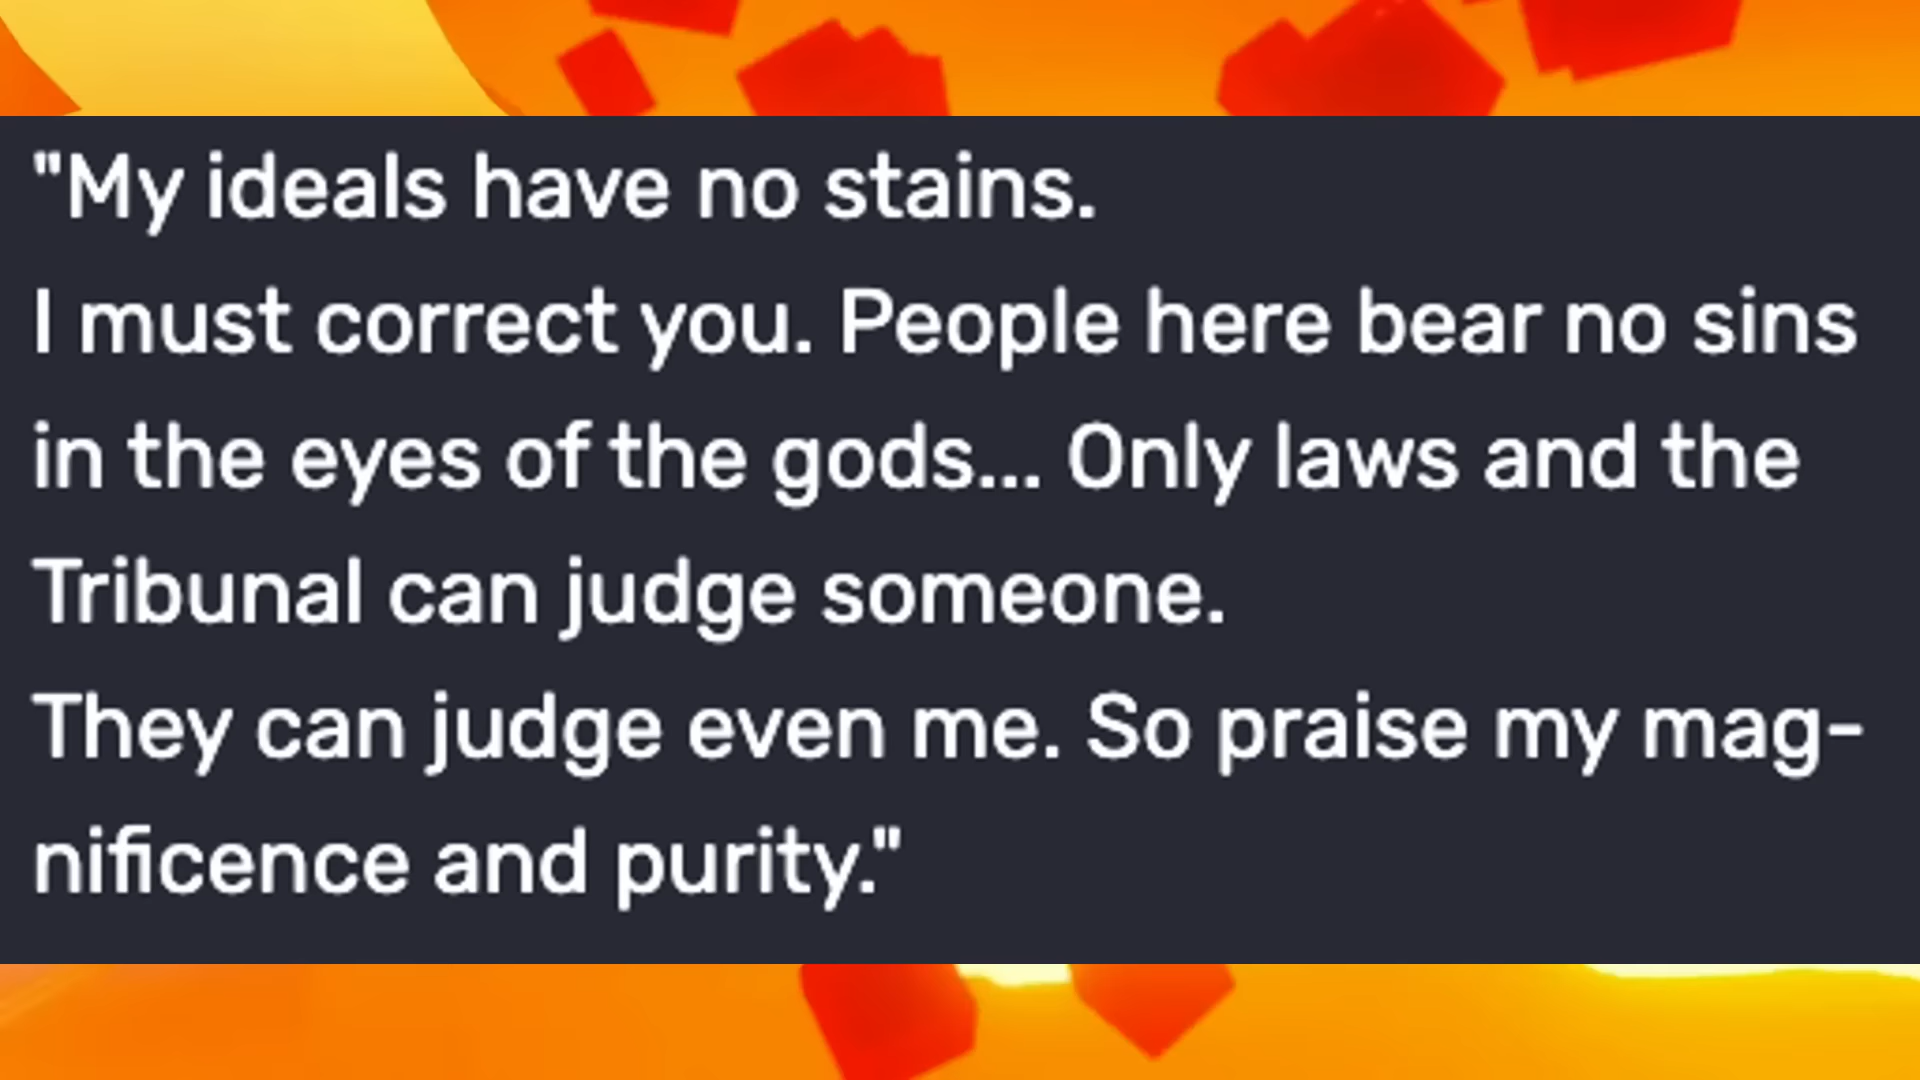 "My ideals have no stains.
I must correct you. People here bear no sins
in the eyes of the gods... Only laws and the
Tribunal can judge someone.
They can judge even me. So praise my mag-
nificence and purity."